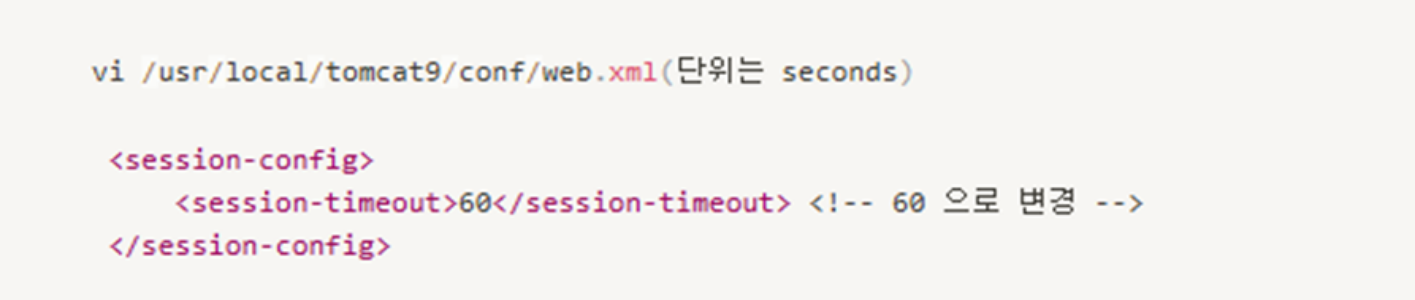 vi /usr/local/tomcat9/conf/web.xml(단위는 seconds)
<session-config>
<session-timeout>60</session-timeout> <!-- 60 으로 변경 -->
</session-config>